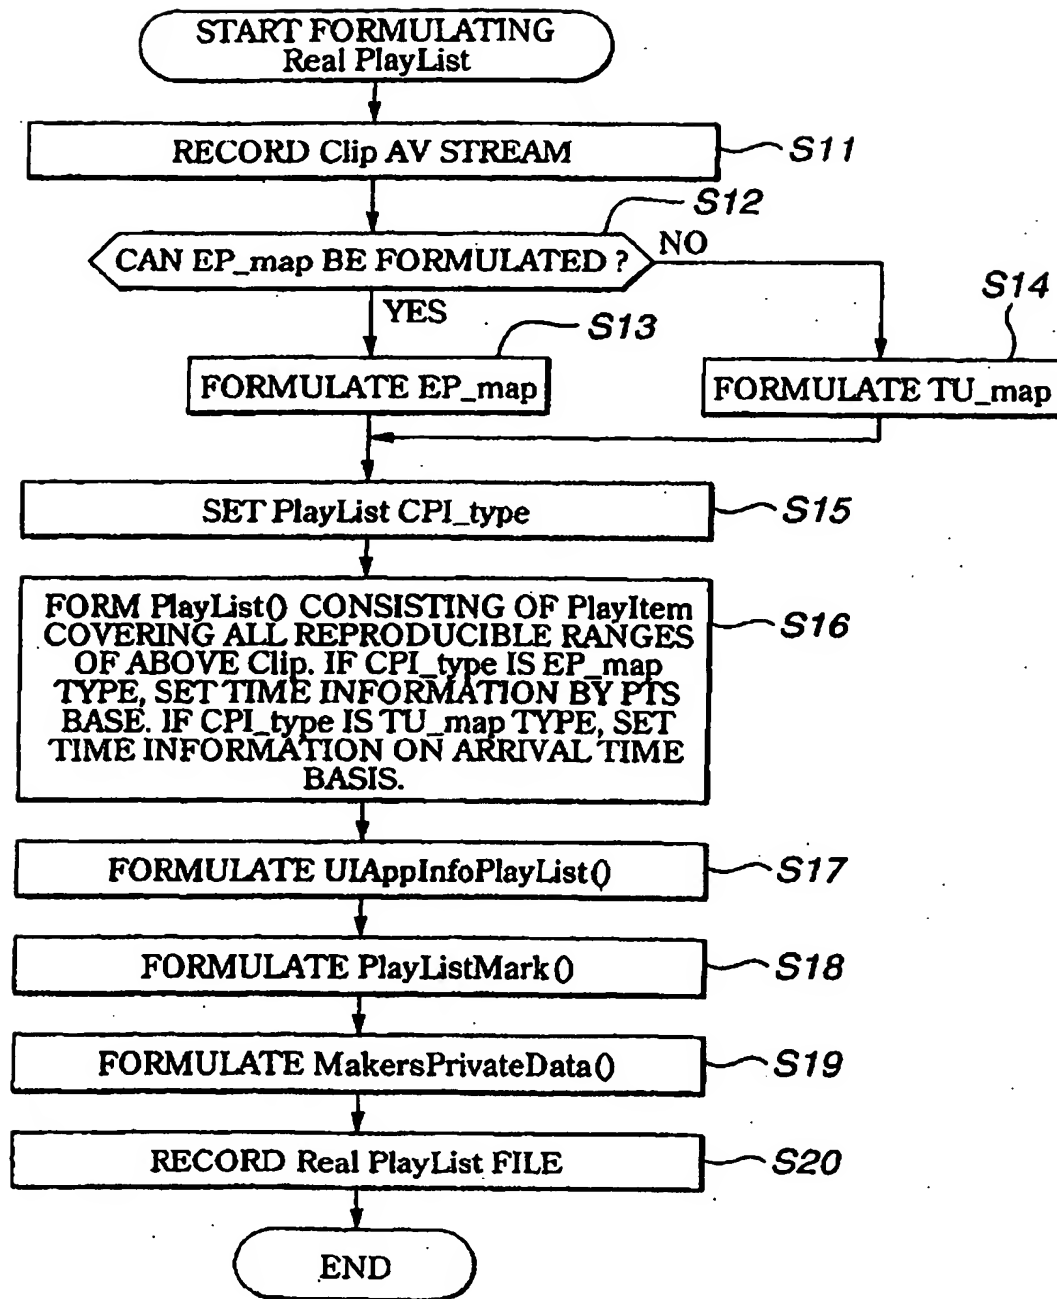 START FORMULATING
Real PlayList
RECORD Clip AV STREAM
S11
S12
CAN EP_map BE FORMULATED ?
NO
YES
S13
S14
FORMULATE EP_map
FORMULATE TU_map
SET PlayList CPI_type
S15
FORM PlayList() CONSISTING OF PlayItem
COVERING ALL REPRODUCIBLE RANGES
OF ABOVE Clip. IF CPI_type IS EP_map
TYPE, SET TIME INFORMATION BY PTS
BASE. IF CPI_type IS TU_map TYPE, SET
TIME INFORMATION ON ARRIVAL TIME
BASIS.
S16
FORMULATE UIAppInfoPlayList()
S17
FORMULATE PlayListMark()
S18
FORMULATE MakersPrivateData()
S19
RECORD Real PlayList FILE
S20
END